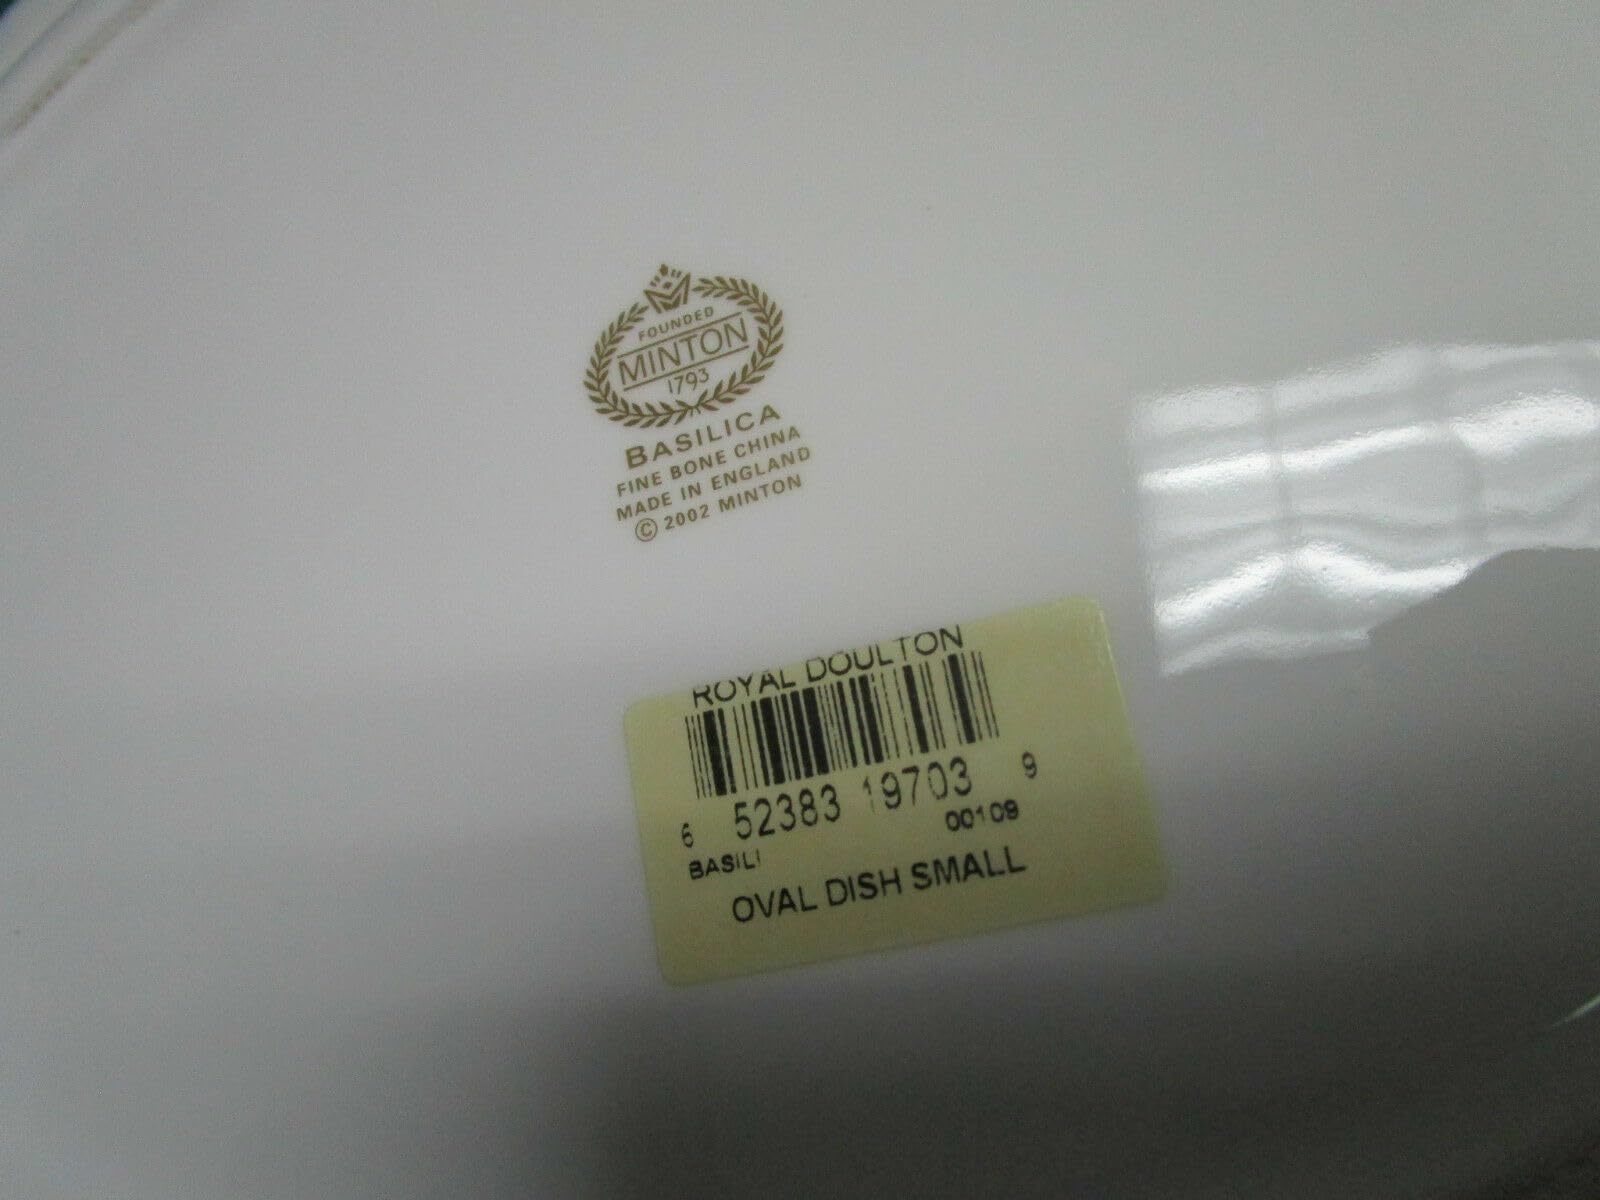 FOUNDED
MINTON
1793
BASILICA
FINE BONE CHINA
MADE IN ENGLAND
© 2002 MINTON
ROYAL DOULTON
6 52383 19703 9
BASILI 00109
OVAL DISH SMALL